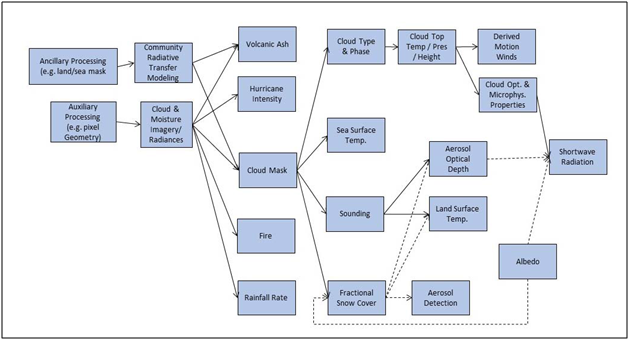 Ancillary Processing
(e.g. land/sea mask
Community
Radiative
Transfer
Modeling
Auxiliary
Processing
(e.g. pixel
Geometry)
Cloud &
Moisture
Imagery/
Radiances
Volcanic Ash
Hurricane
Intensity
Cloud Mask
Fire
Rainfall Rate
Cloud Type
& Phase
Cloud Top
Temp / Pres
/ Height
Derived
Motion
Winds
Cloud Opt. &
Microphys.
Properties
Sea Surface
Temp.
Aerosol
Optical
Depth
Shortwave
Radiation
Sounding
Land Surface
Temp.
Albedo
Fractional
Snow Cover
Aerosol
Detection